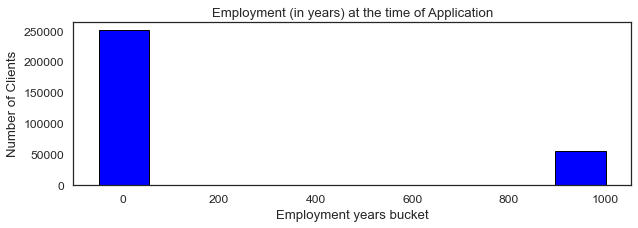 Employment (in years) at the time of Application
Number of Clients
250000
200000
150000
100000
50000
0
0 200 400 600 800 1000
Employment years bucket